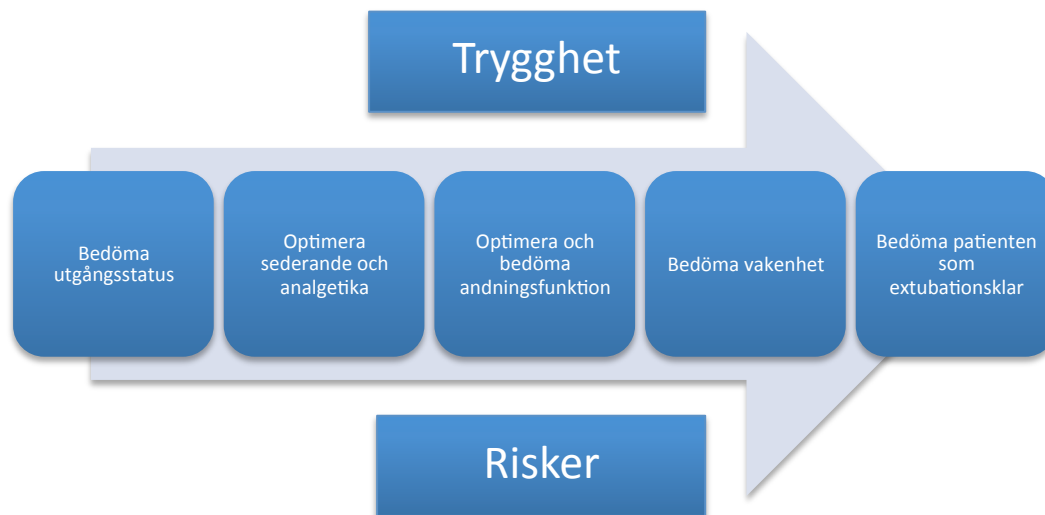 Trygghet
Bedöma
utgångsstatus
Optimera
sederande och
analgetika
Optimera och
bedöma
andningsfunktion
Bedöma vakenhet
Bedöma patienten
som
extubationsklar
Risker